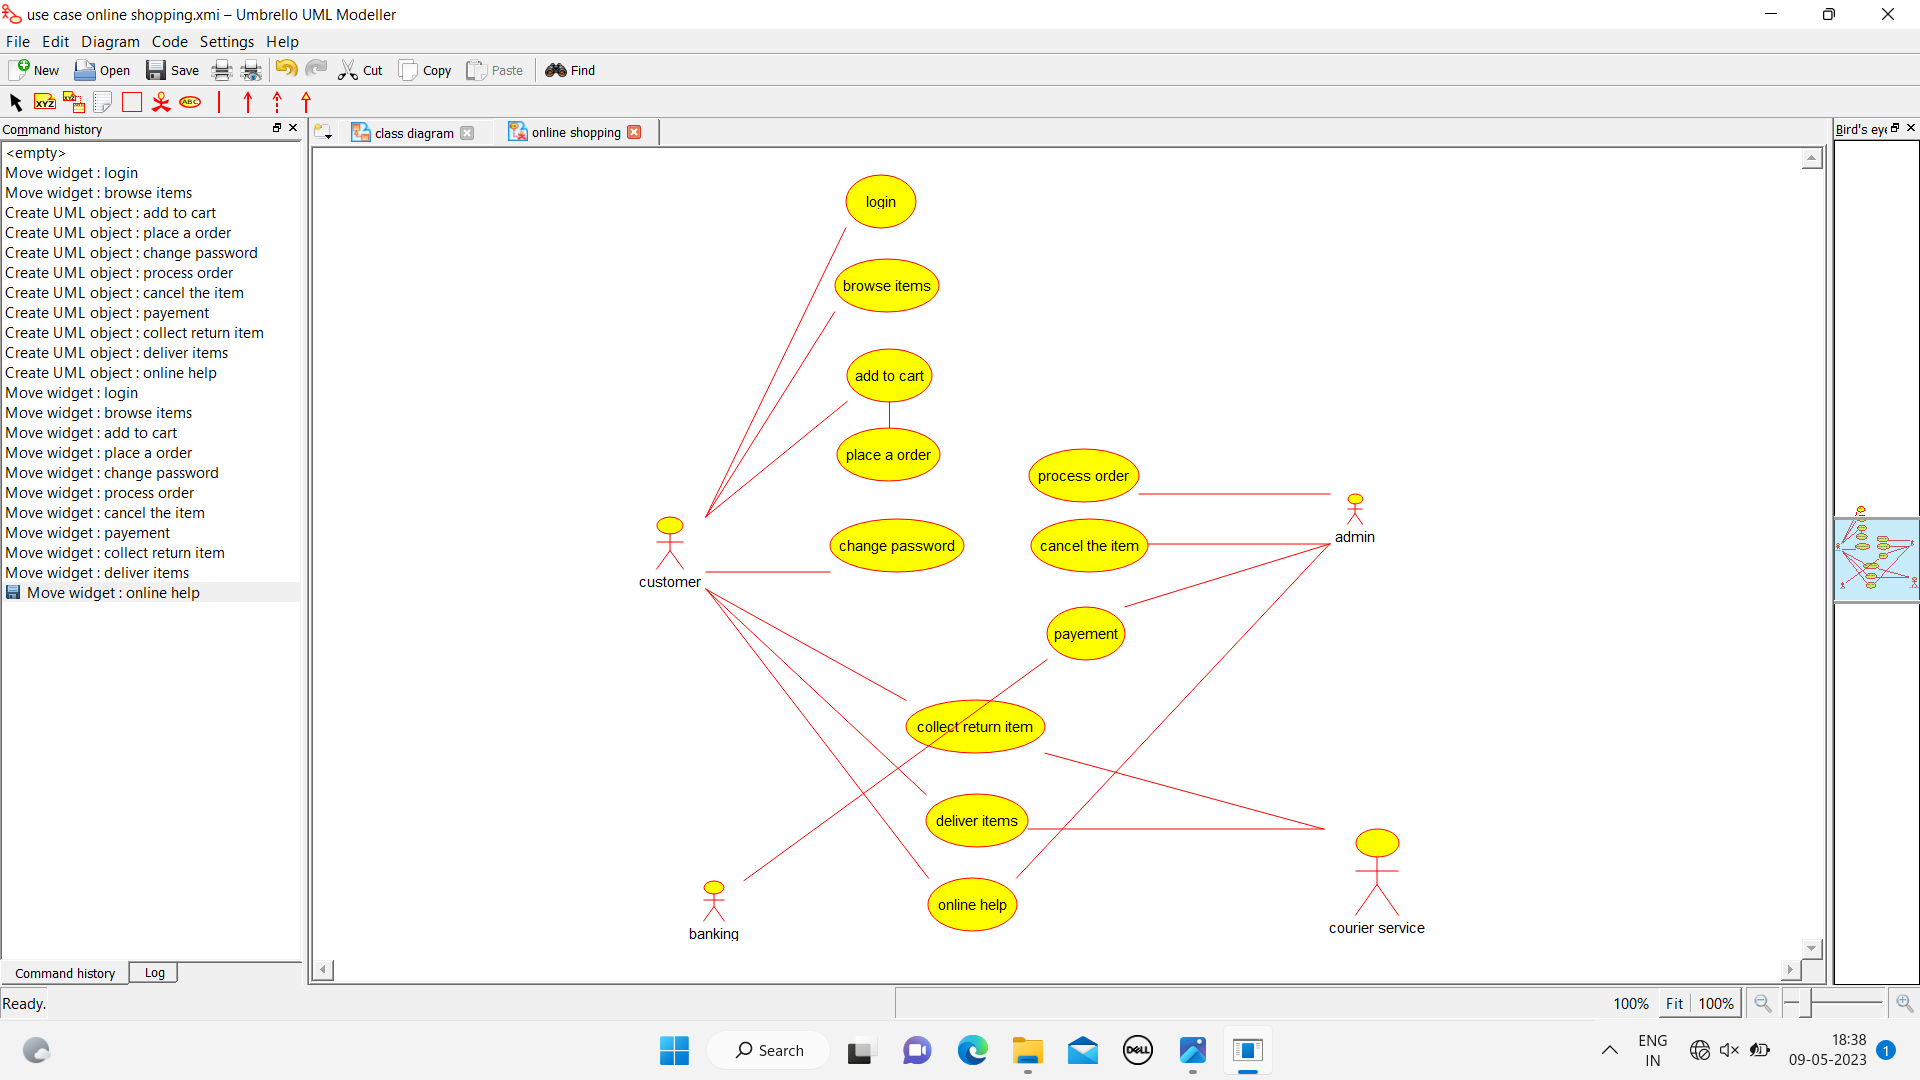 use case online shopping.xmi – Umbrello UML Modeller
File Edit Diagram Code Settings Help
New Open Save Cut Copy Paste Find
XYZ XYZ ABC
Command history
class diagram
online shopping
Bird's eye
<empty>
Move widget : login
Move widget : browse items
Create UML object : add to cart
Create UML object : place a order
Create UML object : change password
Create UML object : process order
Create UML object : cancel the item
Create UML object : payement
Create UML object : collect return item
Create UML object : deliver items
Create UML object : online help
Move widget : login
Move widget : browse items
Move widget : add to cart
Move widget : place a order
Move widget : change password
Move widget : process order
Move widget : cancel the item
Move widget : payement
Move widget : collect return item
Move widget : deliver items
Move widget : online help
login
browse items
add to cart
place a order
process order
admin
change password
cancel the item
customer
payement
collect return item
deliver items
online help
banking
courier service
Command history Log
Ready.
100% Fit 100%
Search
DELL
ENG
IN
18:38
09-05-2023
1